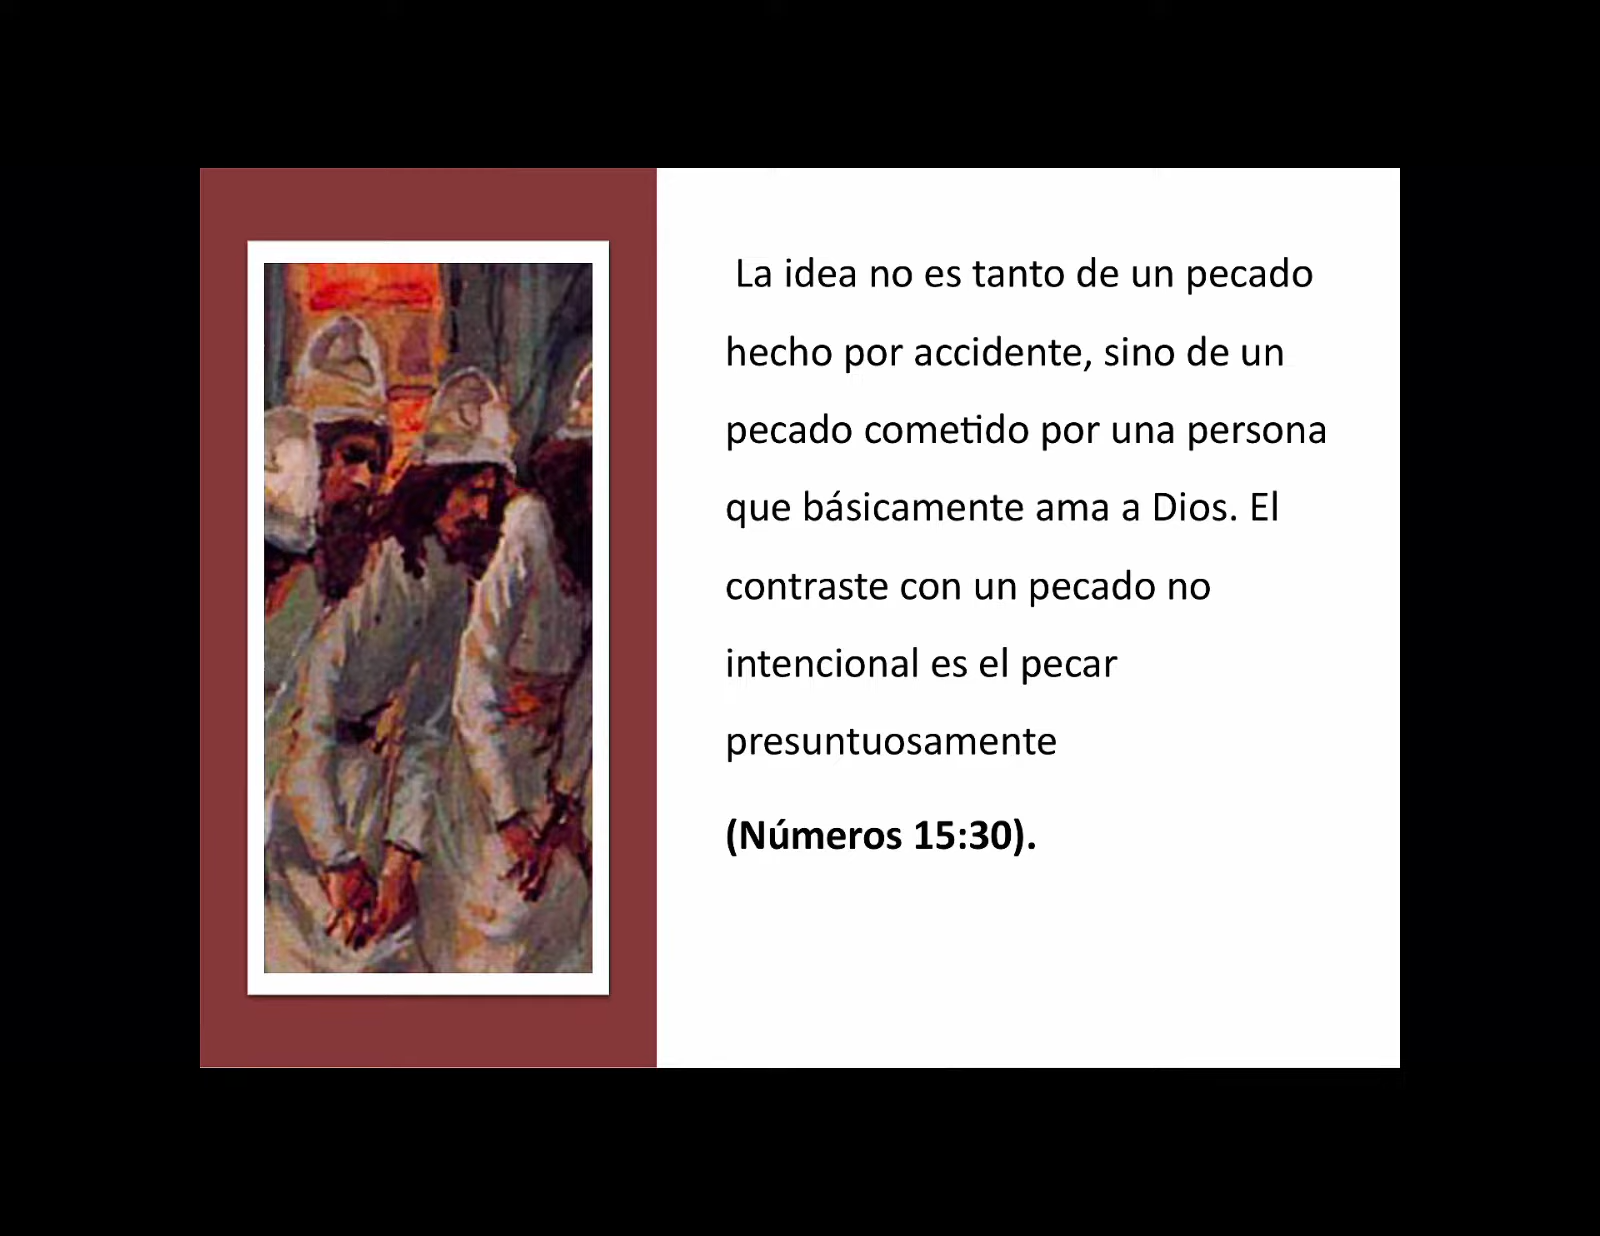 La idea no es tanto de un pecado
hecho por accidente, sino de un
pecado cometido por una persona
que básicamente ama a Dios. El
contraste con un pecado no
intencional es el pecar
presuntuosamente
(Números 15:30).